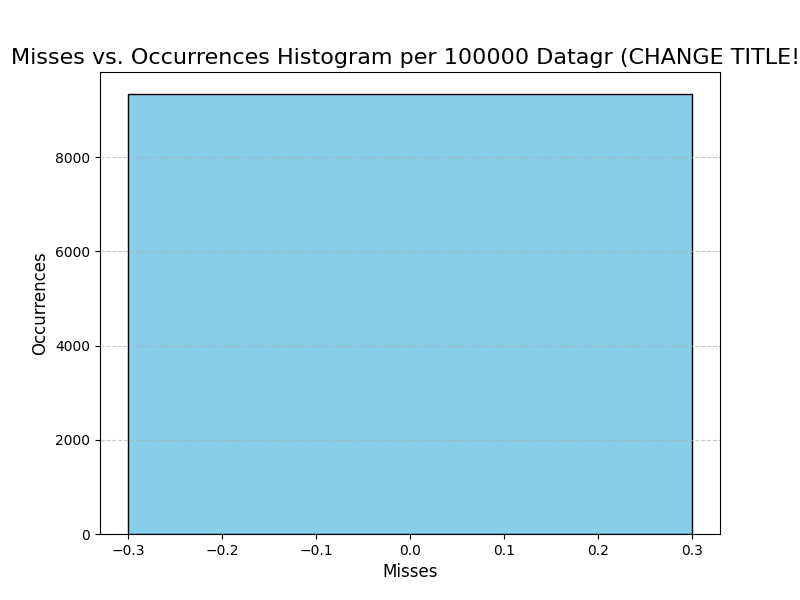 Misses vs. Occurrences Histogram per 100000 Datagr (CHANGE TITLE!
8000
6000
4000
2000
0
Occurrences
−0.3 −0.2 −0.1 0.0 0.1 0.2 0.3
Misses